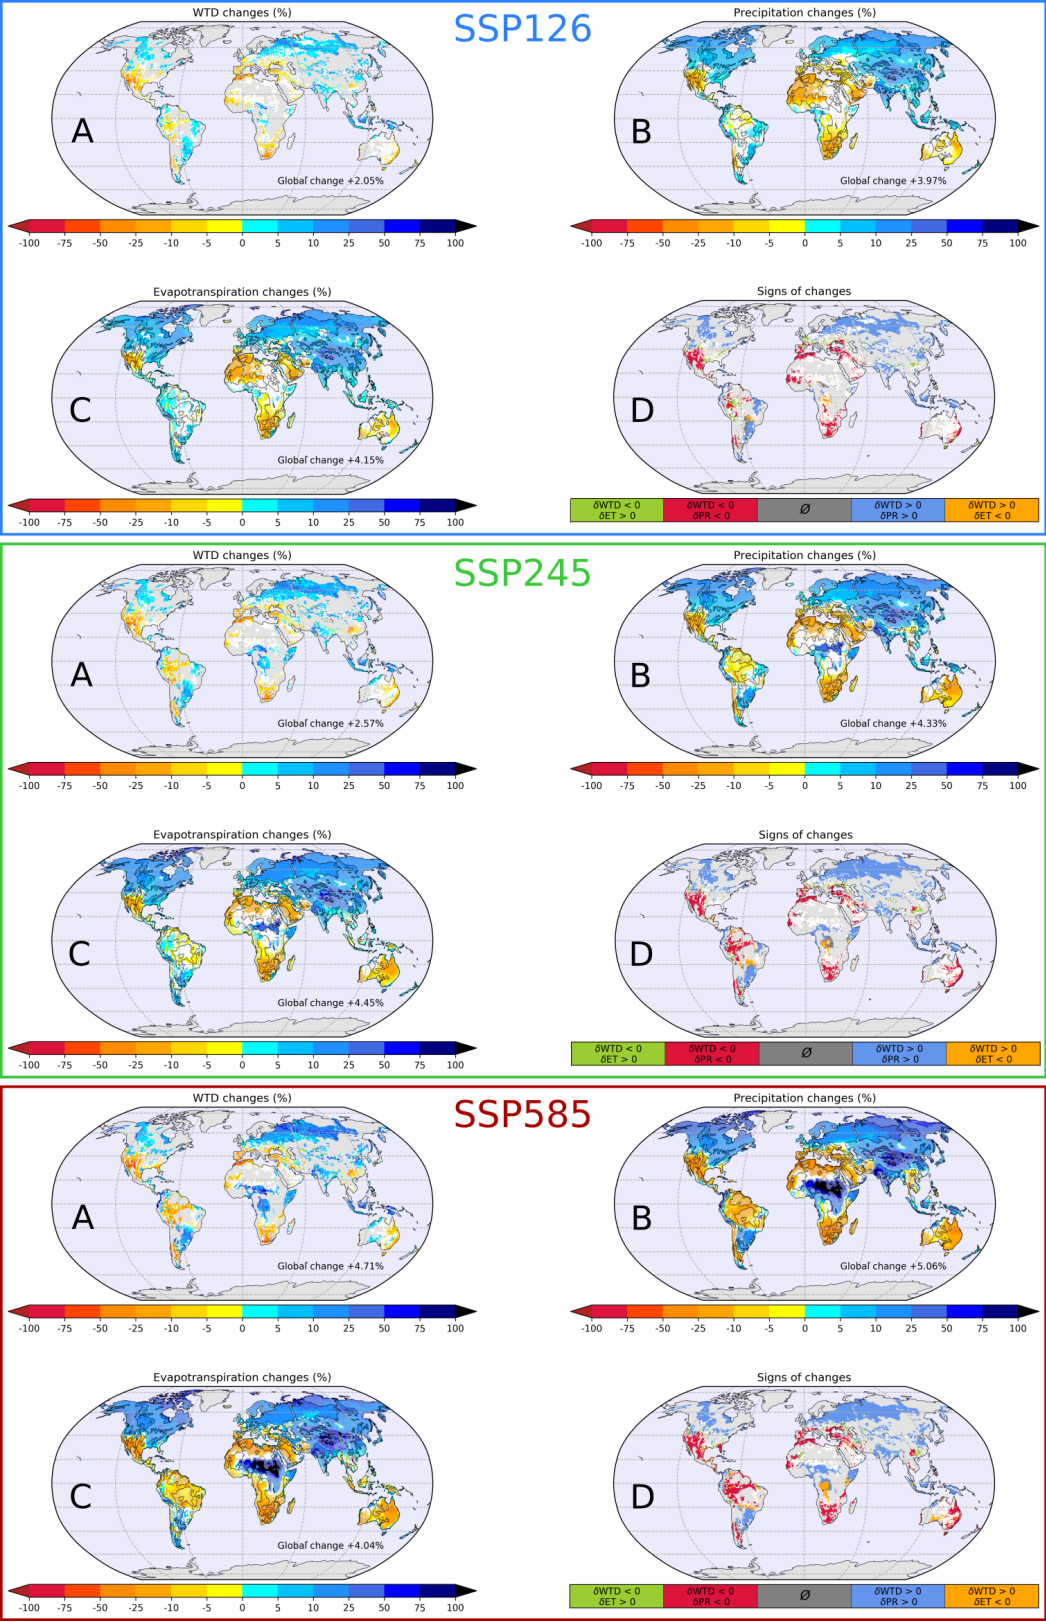 SSP126
WTD changes (%)
Precipitation changes (%)
A
Global change +2.05%
B
Global change +3.97%
-100 -75 -50 -25 -10 -5 0 5 10 25 50 75 100
-100 -75 -50 -25 -10 -5 0 5 10 25 50 75 100
Evapotranspiration changes (%)
Signs of changes
C
Global change +4.15%
D
-100 -75 -50 -25 -10 -5 0 5 10 25 50 75 100
δWTD < 0 δWTD < 0 Ø δWTD > 0 δWTD > 0
δET > 0 δPR < 0 δPR > 0 δET < 0
SSP245
WTD changes (%)
Precipitation changes (%)
A
Global change +2.57%
B
Global change +4.33%
-100 -75 -50 -25 -10 -5 0 5 10 25 50 75 100
-100 -75 -50 -25 -10 -5 0 5 10 25 50 75 100
Evapotranspiration changes (%)
Signs of changes
C
Global change +4.45%
D
-100 -75 -50 -25 -10 -5 0 5 10 25 50 75 100
δWTD < 0 δWTD < 0 Ø δWTD > 0 δWTD > 0
δET > 0 δPR < 0 δPR > 0 δET < 0
SSP585
WTD changes (%)
Precipitation changes (%)
A
Global change +4.71%
B
Global change +5.06%
-100 -75 -50 -25 -10 -5 0 5 10 25 50 75 100
-100 -75 -50 -25 -10 -5 0 5 10 25 50 75 100
Evapotranspiration changes (%)
Signs of changes
C
Global change +4.04%
D
-100 -75 -50 -25 -10 -5 0 5 10 25 50 75 100
δWTD < 0 δWTD < 0 Ø δWTD > 0 δWTD > 0
δET > 0 δPR < 0 δPR > 0 δET < 0